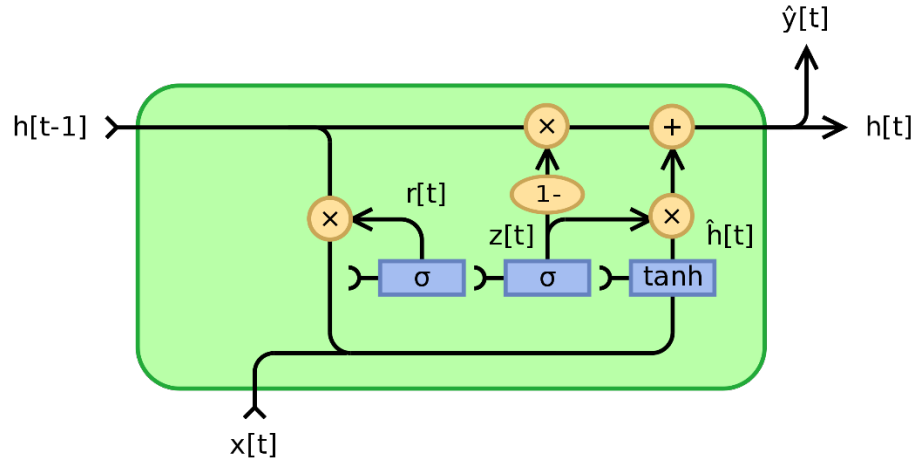 ŷ[t]
h[t-1]
×
+
h[t]
1-
r[t]
×
×
z[t]
ĥ[t]
σ
σ
tanh
x[t]